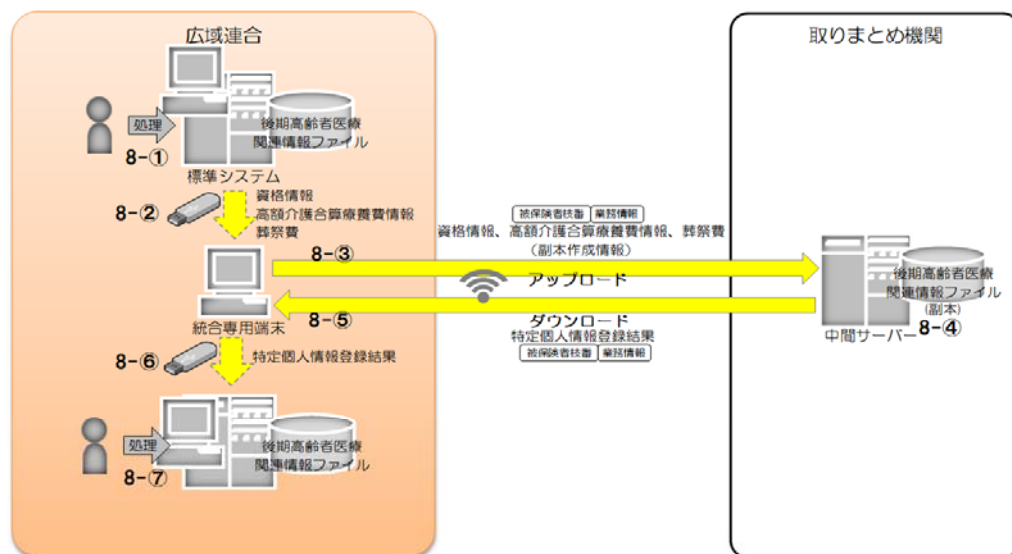 広域連合
後期高齢者医療
関連情報ファイル
処理
8-①
標準システム
8-②
資格情報
高額介護合算療養費情報
葬祭費
8-③
被保険者枝番 業務情報
資格情報、高額介護合算療養費情報、葬祭費
(副本作成情報)
アップロード
統合専用端末
8-⑤
ダウンロード
特定個人情報登録結果
被保険者枝番 業務情報
8-⑥
特定個人情報登録結果
処理
8-⑦
後期高齢者医療
関連情報ファイル
取りまとめ機関
後期高齢者医療
関連情報ファイル
(副本)
8-④
中間サーバー